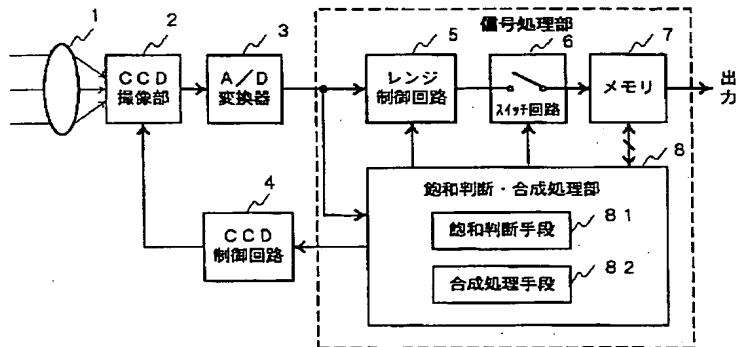 信号処理部
1
2
3
5
6
7
CCD
撮像部
A/D
変換器
レンジ
制御回路
スイッチ回路
メモリ
出力
8
飽和判断・合成処理部
4
CCD
制御回路
81
飽和判断手段
82
合成処理手段